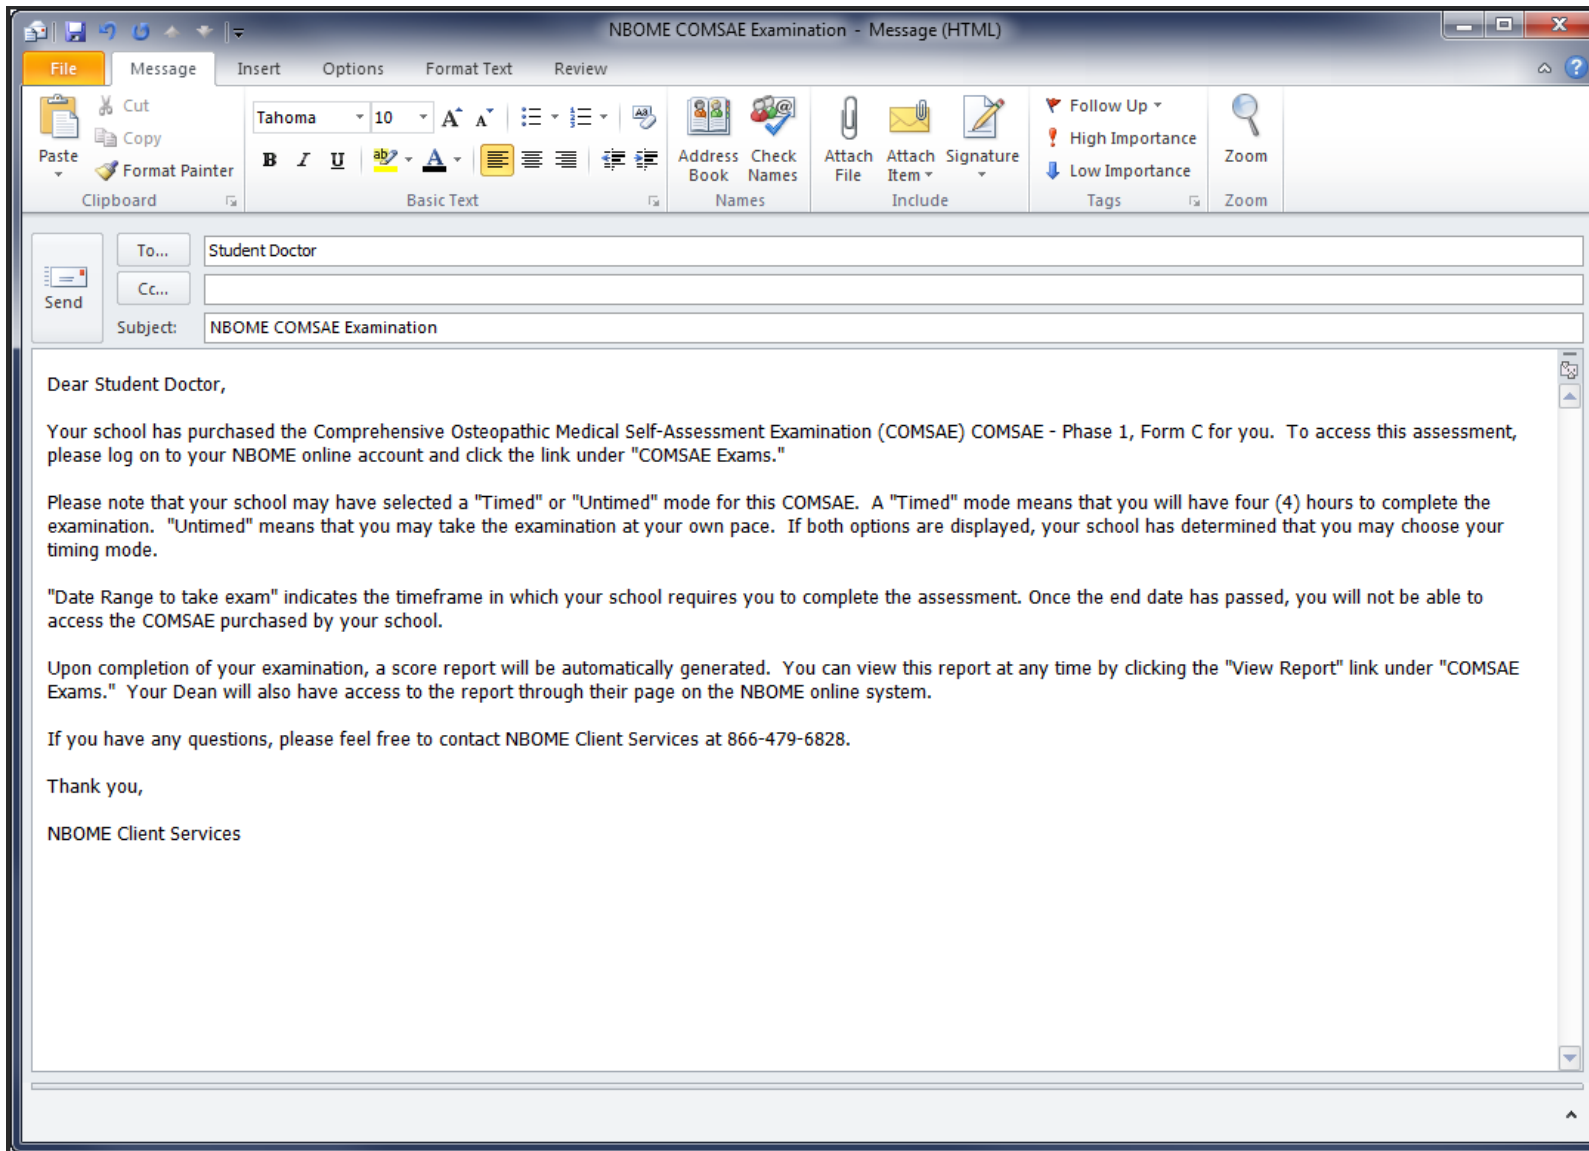 NBOME COMSAE Examination - Message (HTML)
File Message Insert Options Format Text Review
Paste
Cut
Copy
Format Painter
Clipboard
Tahoma 10
B I U
Basic Text
Address Book
Check Names
Names
Attach File
Attach Item
Signature
Include
Follow Up
High Importance
Low Importance
Tags
Zoom
Zoom
Send
To... Student Doctor
Cc...
Subject: NBOME COMSAE Examination
Dear Student Doctor,
Your school has purchased the Comprehensive Osteopathic Medical Self-Assessment Examination (COMSAE) COMSAE - Phase 1, Form C for you. To access this assessment,
please log on to your NBOME online account and click the link under "COMSAE Exams."
Please note that your school may have selected a "Timed" or "Untimed" mode for this COMSAE. A "Timed" mode means that you will have four (4) hours to complete the
examination. "Untimed" means that you may take the examination at your own pace. If both options are displayed, your school has determined that you may choose your
timing mode.
"Date Range to take exam" indicates the timeframe in which your school requires you to complete the assessment. Once the end date has passed, you will not be able to
access the COMSAE purchased by your school.
Upon completion of your examination, a score report will be automatically generated. You can view this report at any time by clicking the "View Report" link under "COMSAE
Exams." Your Dean will also have access to the report through their page on the NBOME online system.
If you have any questions, please feel free to contact NBOME Client Services at 866-479-6828.
Thank you,
NBOME Client Services